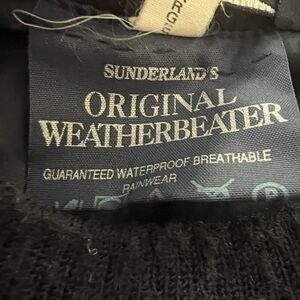 SUNDERLAND'S
ORIGINAL
WEATHERBEATER
GUARANTEED WATERPROOF BREATHABLE
RAINWEAR